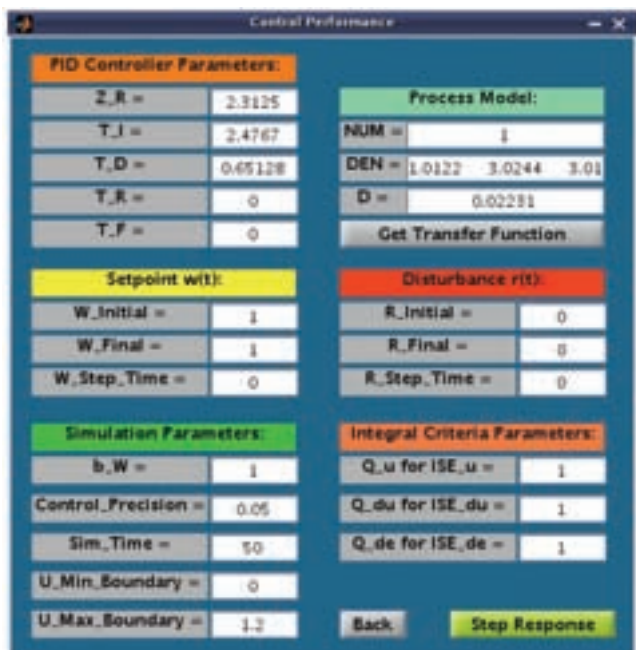 Control Performance
PID Controller Parameters:
Z_R = 2.3125
T_I = 2.4767
T_D = 0.65128
T_R = 0
T_F = 0
Process Model:
NUM = 1
DEN = 1.0122 3.0244 3.01
D = 0.02231
Get Transfer Function
Setpoint w(t):
W_Initial = 1
W_Final = 1
W_Step_Time = 0
Disturbance r(t):
R_Initial = 0
R_Final = 0
R_Step_Time = 0
Simulation Parameters:
b_W = 1
Control_Precision = 0.05
Sim_Time = 50
U_Min_Boundary = 0
U_Max_Boundary = 1.2
Integral Criteria Parameters:
Q_u for ISE_u = 1
Q_du for ISE_du = 1
Q_de for ISE_de = 1
Back
Step Response